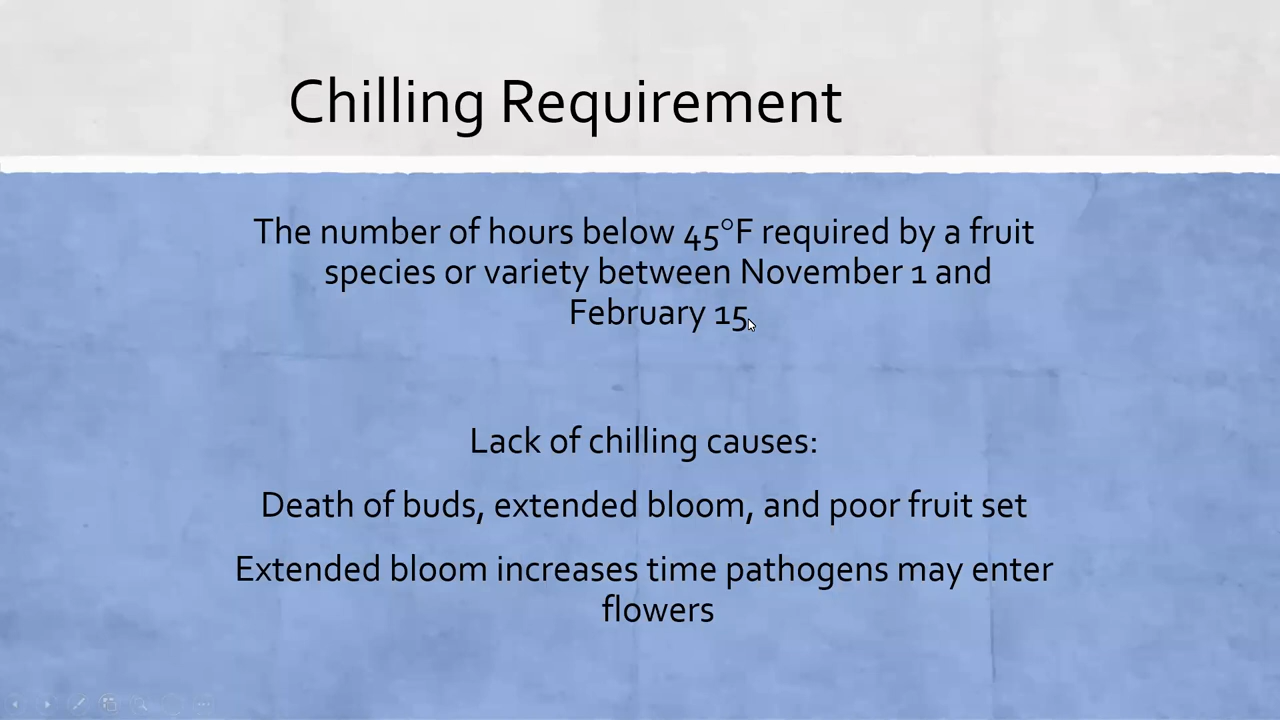 Chilling Requirement
The number of hours below 45°F required by a fruit
species or variety between November 1 and
February 15
Lack of chilling causes:
Death of buds, extended bloom, and poor fruit set
Extended bloom increases time pathogens may enter
flowers